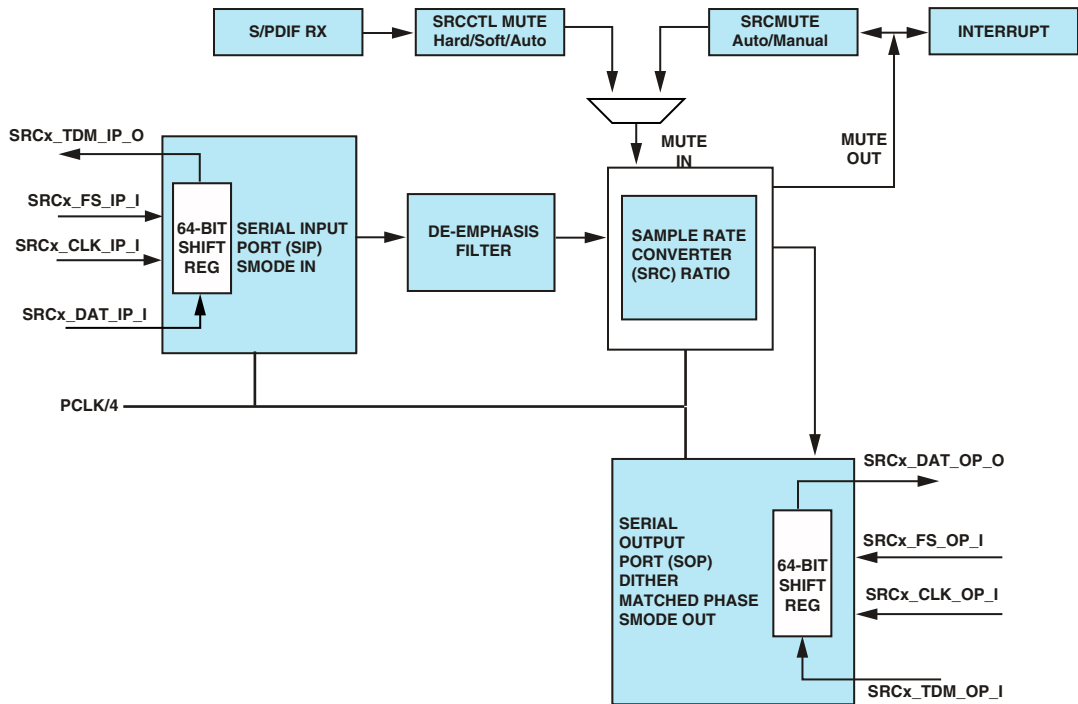 S/PDIF RX
SRCCTL MUTE
Hard/Soft/Auto
SRCMUTE
Auto/Manual
INTERRUPT
SRCx_TDM_IP_O
MUTE
IN
MUTE
OUT
SRCx_FS_IP_I
SRCx_CLK_IP_I
SRCx_DAT_IP_I
64-BIT
SHIFT
REG
SERIAL INPUT
PORT (SIP)
SMODE IN
DE-EMPHASIS
FILTER
SAMPLE RATE
CONVERTER
(SRC) RATIO
PCLK/4
SERIAL
OUTPUT
PORT (SOP)
DITHER
MATCHED PHASE
SMODE OUT
64-BIT
SHIFT
REG
SRCx_DAT_OP_O
SRCx_FS_OP_I
SRCx_CLK_OP_I
SRCx_TDM_OP_I